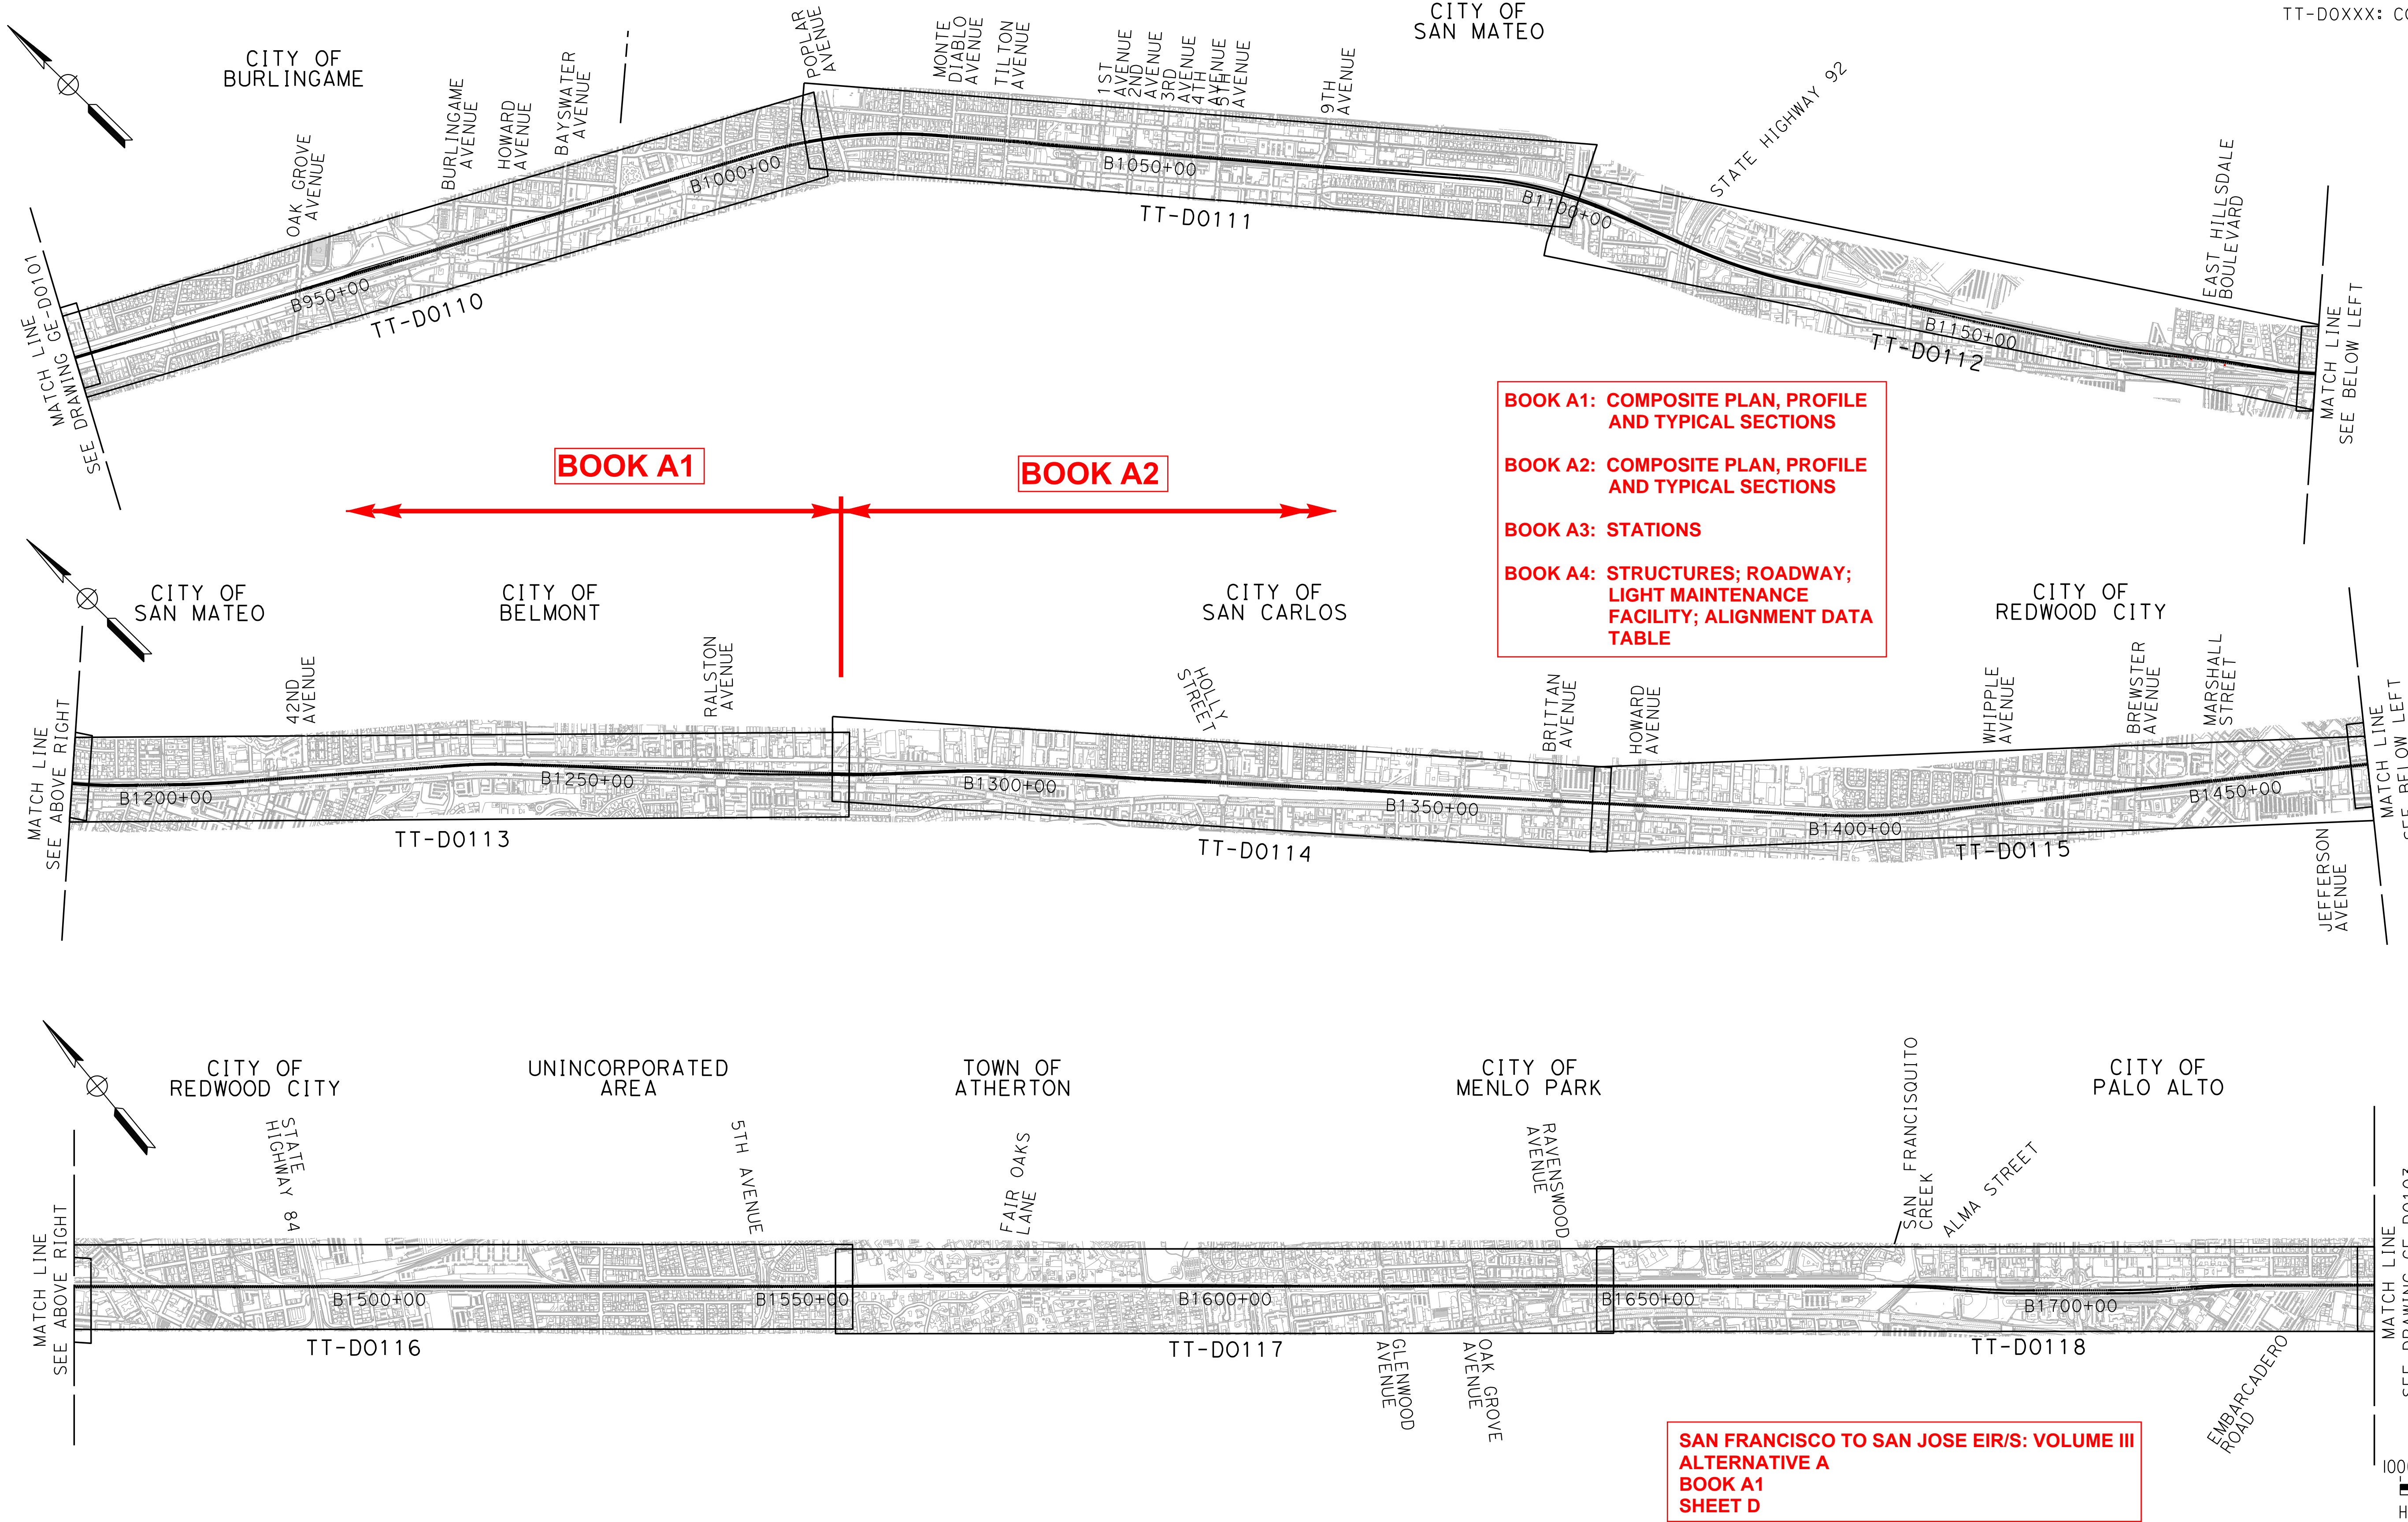 TT-D0XXX: CO
CITY OF
BURLINGAME
CITY OF
SAN MATEO
OAK GROVE
AVENUE
BURLINGAME
AVENUE
HOWARD
AVENUE
BAYSWATER
AVENUE
POPLAR
AVENUE
MONTE
DIABLO
AVENUE
TILTON
AVENUE
1ST
AVENUE
2ND
AVENUE
3RD
AVENUE
4TH
AVENUE
5TH
AVENUE
9TH
AVENUE
STATE HIGHWAY 92
EAST HILLSDALE
BOULEVARD
MATCH LINE
SEE DRAWING GE-D0101
B950+00
B1000+00
B1050+00
B1100+00
B1150+00
TT-D0110
TT-D0111
TT-D0112
MATCH LINE
SEE BELOW LEFT
BOOK A1
BOOK A2
BOOK A1: COMPOSITE PLAN, PROFILE
AND TYPICAL SECTIONS
BOOK A2: COMPOSITE PLAN, PROFILE
AND TYPICAL SECTIONS
BOOK A3: STATIONS
BOOK A4: STRUCTURES; ROADWAY;
LIGHT MAINTENANCE
FACILITY; ALIGNMENT DATA
TABLE
CITY OF
SAN MATEO
CITY OF
BELMONT
CITY OF
SAN CARLOS
CITY OF
REDWOOD CITY
42ND
AVENUE
RALSTON
AVENUE
HOLLY
STREET
BRITTAN
AVENUE
HOWARD
AVENUE
WHIPPLE
AVENUE
BREWSTER
AVENUE
MARSHALL
STREET
MATCH LINE
SEE ABOVE RIGHT
B1200+00
B1250+00
B1300+00
B1350+00
B1400+00
B1450+00
TT-D0113
TT-D0114
TT-D0115
JEFFERSON
AVENUE
MATCH LINE
SEE BELOW LEFT
CITY OF
REDWOOD CITY
UNINCORPORATED
AREA
TOWN OF
ATHERTON
CITY OF
MENLO PARK
CITY OF
PALO ALTO
STATE
HIGHWAY 84
5TH AVENUE
FAIR OAKS
LANE
RAVENSWOOD
AVENUE
SAN FRANCISQUITO
CREEK
ALMA STREET
MATCH LINE
SEE ABOVE RIGHT
B1500+00
B1550+00
B1600+00
B1650+00
B1700+00
TT-D0116
TT-D0117
TT-D0118
GLENWOOD
AVENUE
OAK GROVE
AVENUE
EMBARCADERO
ROAD
MATCH LINE
SEE DRAWING GE-D0103
SAN FRANCISCO TO SAN JOSE EIR/S: VOLUME III
ALTERNATIVE A
BOOK A1
SHEET D
100
H